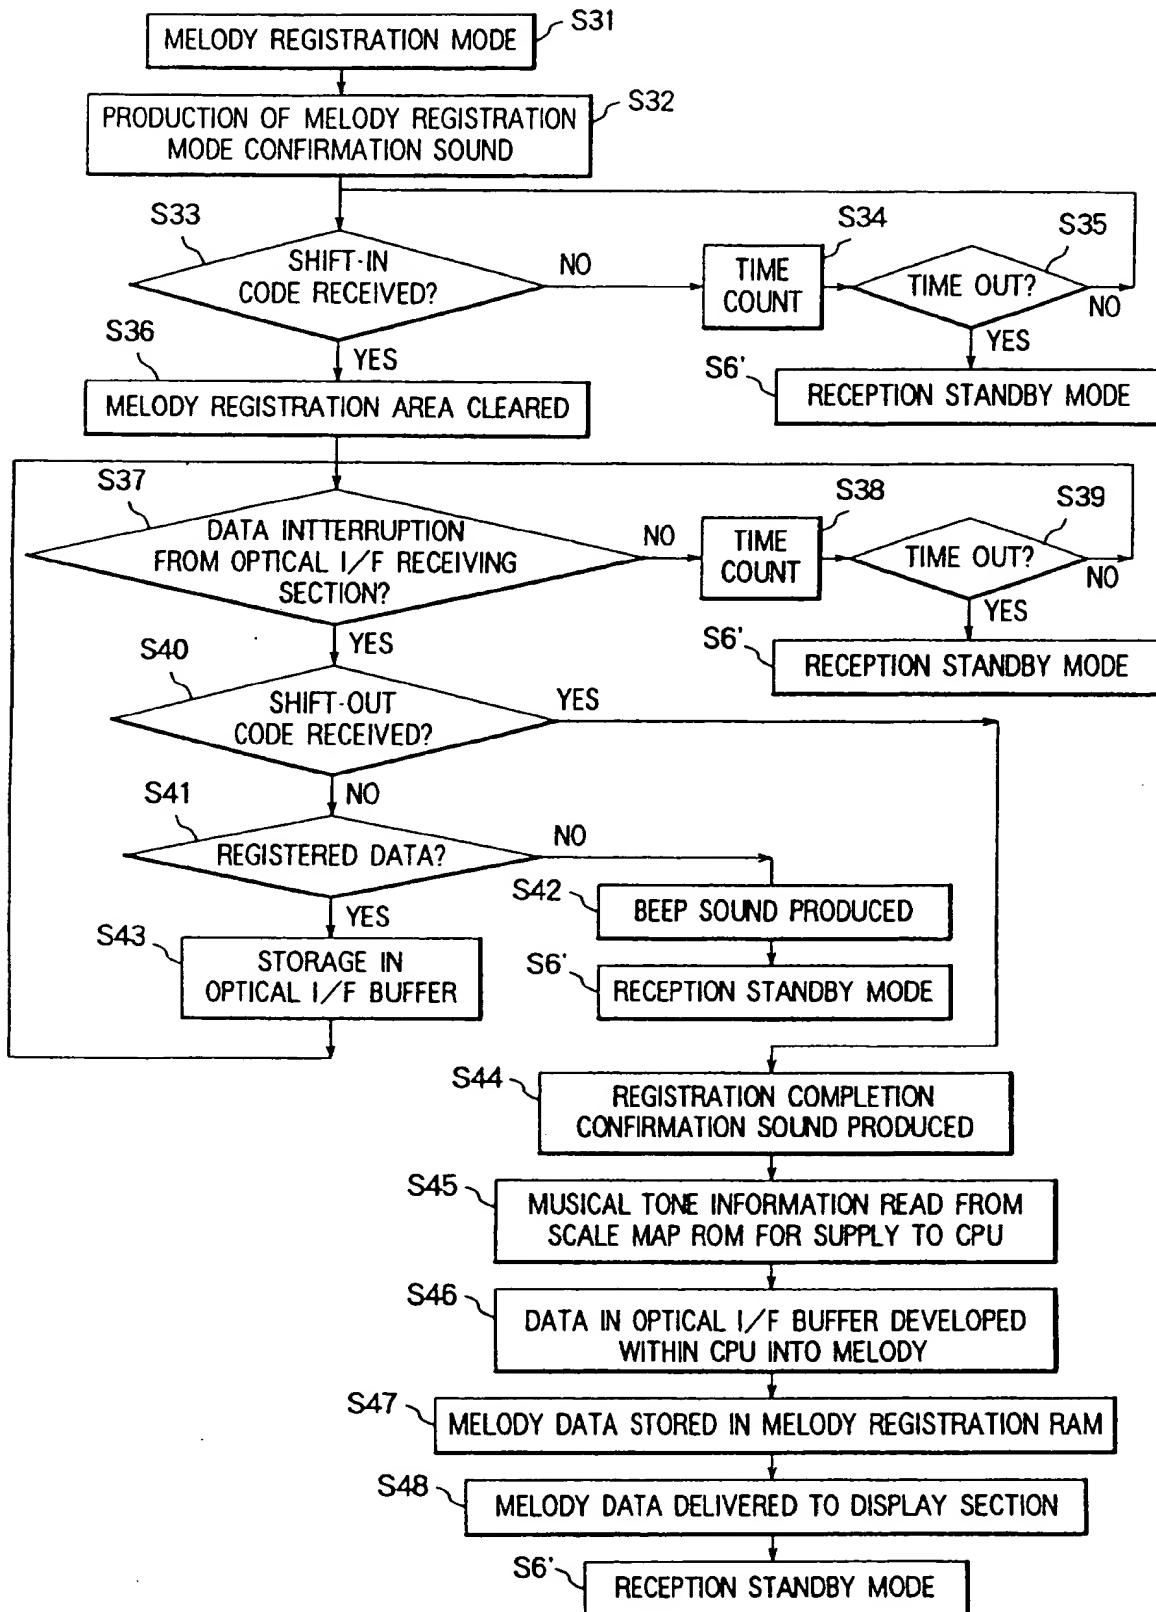 S31
MELODY REGISTRATION MODE
S32
PRODUCTION OF MELODY REGISTRATION
MODE CONFIRMATION SOUND
S33
SHIFT-IN
CODE RECEIVED?
NO
YES
S34
TIME
COUNT
S35
TIME OUT?
NO
YES
S6'
RECEPTION STANDBY MODE
S36
MELODY REGISTRATION AREA CLEARED
S37
DATA INTTERRUPTION
FROM OPTICAL I/F RECEIVING
SECTION?
NO
YES
S38
TIME
COUNT
S39
TIME OUT?
NO
YES
S6'
RECEPTION STANDBY MODE
S40
SHIFT-OUT
CODE RECEIVED?
YES
NO
S41
REGISTERED DATA?
NO
YES
S42
BEEP SOUND PRODUCED
S6'
RECEPTION STANDBY MODE
S43
STORAGE IN
OPTICAL I/F BUFFER
S44
REGISTRATION COMPLETION
CONFIRMATION SOUND PRODUCED
S45
MUSICAL TONE INFORMATION READ FROM
SCALE MAP ROM FOR SUPPLY TO CPU
S46
DATA IN OPTICAL I/F BUFFER DEVELOPED
WITHIN CPU INTO MELODY
S47
MELODY DATA STORED IN MELODY REGISTRATION RAM
S48
MELODY DATA DELIVERED TO DISPLAY SECTION
S6'
RECEPTION STANDBY MODE